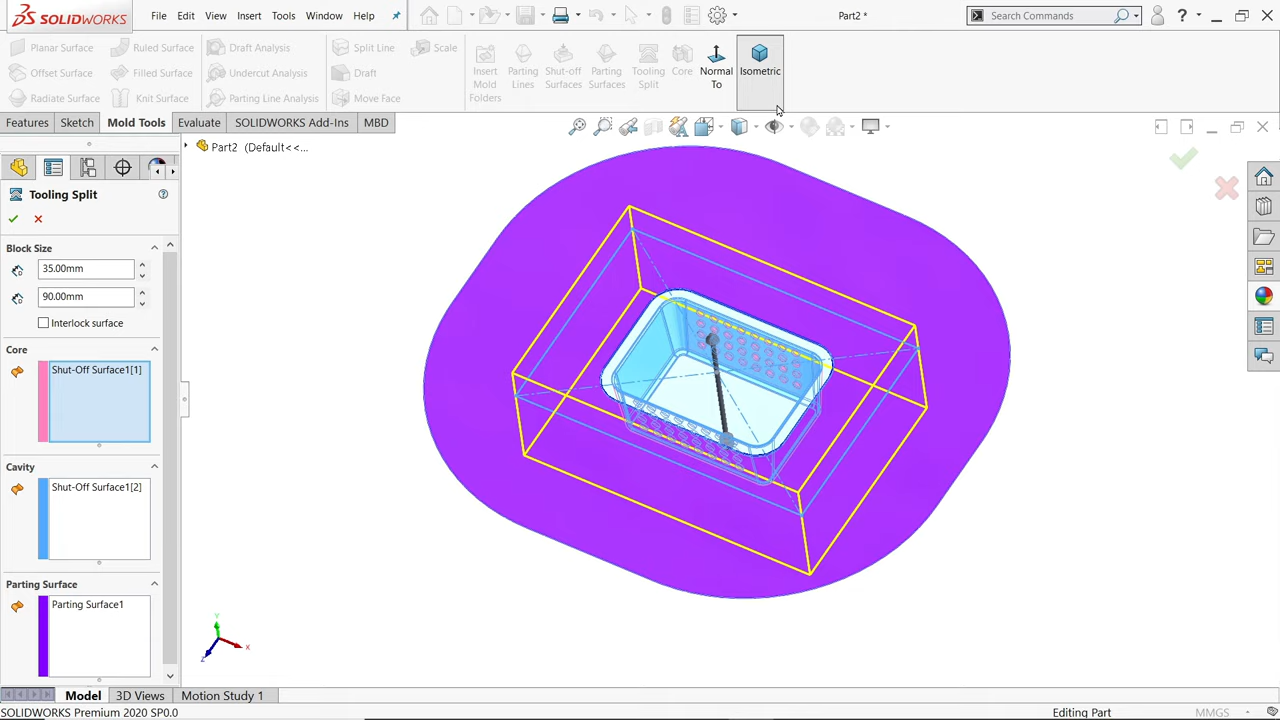 SOLIDWORKS File Edit View Insert Tools Window Help Part2 * Search Commands ?
Planar Surface Ruled Surface Draft Analysis Split Line Scale
Offset Surface Filled Surface Undercut Analysis Draft
Radiate Surface Knit Surface Parting Line Analysis Move Face
Insert Mold Folders
Parting Lines
Shut-off Surfaces
Parting Surfaces
Tooling Split
Core
Normal To
Isometric
Features Sketch Mold Tools Evaluate SOLIDWORKS Add-Ins MBD
Part2 (Default<<...
Tooling Split
Block Size
35.00mm
90.00mm
Interlock surface
Core
Shut-Off Surface1[1]
Cavity
Shut-Off Surface1[2]
Parting Surface
Parting Surface1
Y
X
Z
Model 3D Views Motion Study 1
SOLIDWORKS Premium 2020 SP0.0 Editing Part MMGS